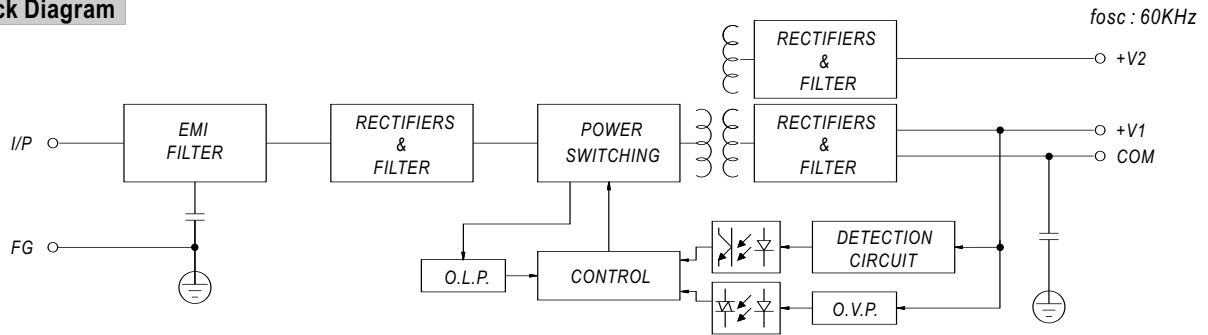 ck Diagram
fosc : 60KHz
RECTIFIERS
&
FILTER
+V2
I/P
EMI
FILTER
RECTIFIERS
&
FILTER
POWER
SWITCHING
RECTIFIERS
&
FILTER
+V1
COM
FG
O.L.P.
CONTROL
DETECTION
CIRCUIT
O.V.P.